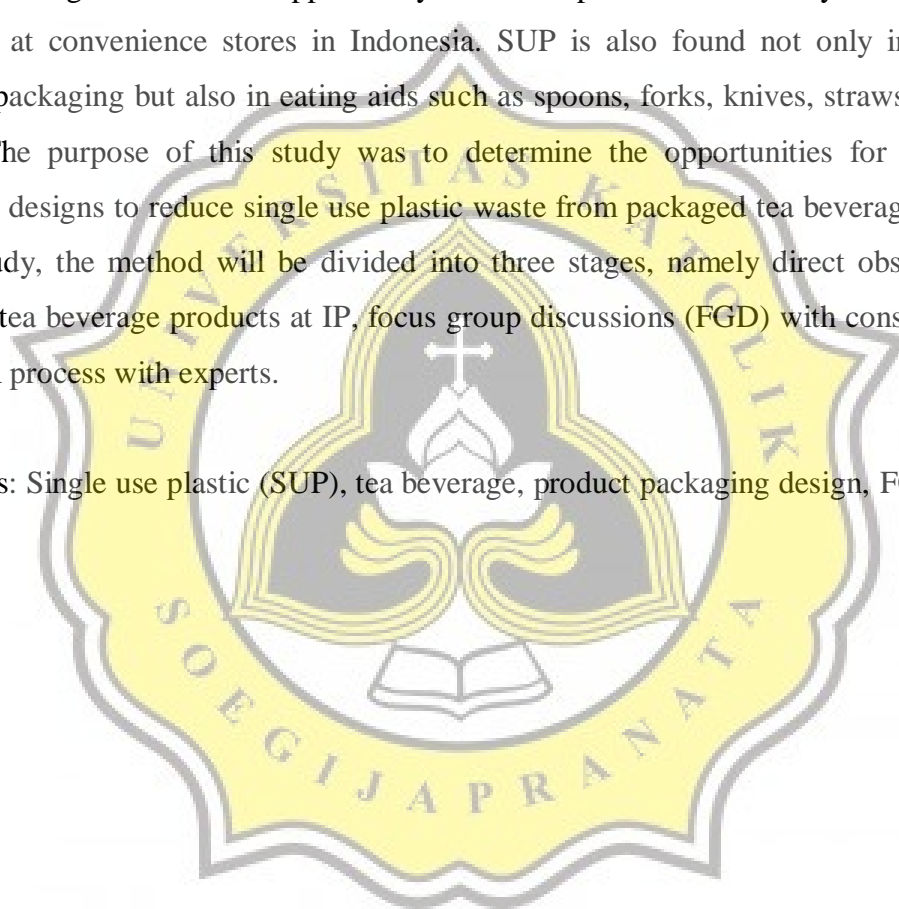 at convenience stores in Indonesia. SUP is also found not only in
packaging but also in eating aids such as spoons, forks, knives, straws
he purpose of this study was to determine the opportunities for
designs to reduce single use plastic waste from packaged tea beverag
dy, the method will be divided into three stages, namely direct obs
tea beverage products at IP, focus group discussions (FGD) with cons
process with experts.
s: Single use plastic (SUP), tea beverage, product packaging design, F
UNIVERSITAS KATOLIK
SOEGIJAPRANATA